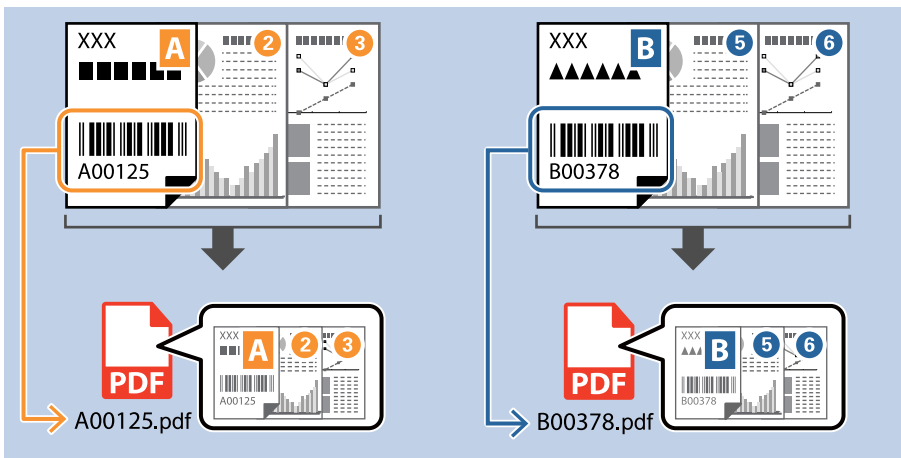 XXX
A
2
3
A00125
XXX
B
5
6
B00378
PDF
XXX
A
2
3
A00125
A00125.pdf
PDF
XXX
B
5
6
B00378
B00378.pdf